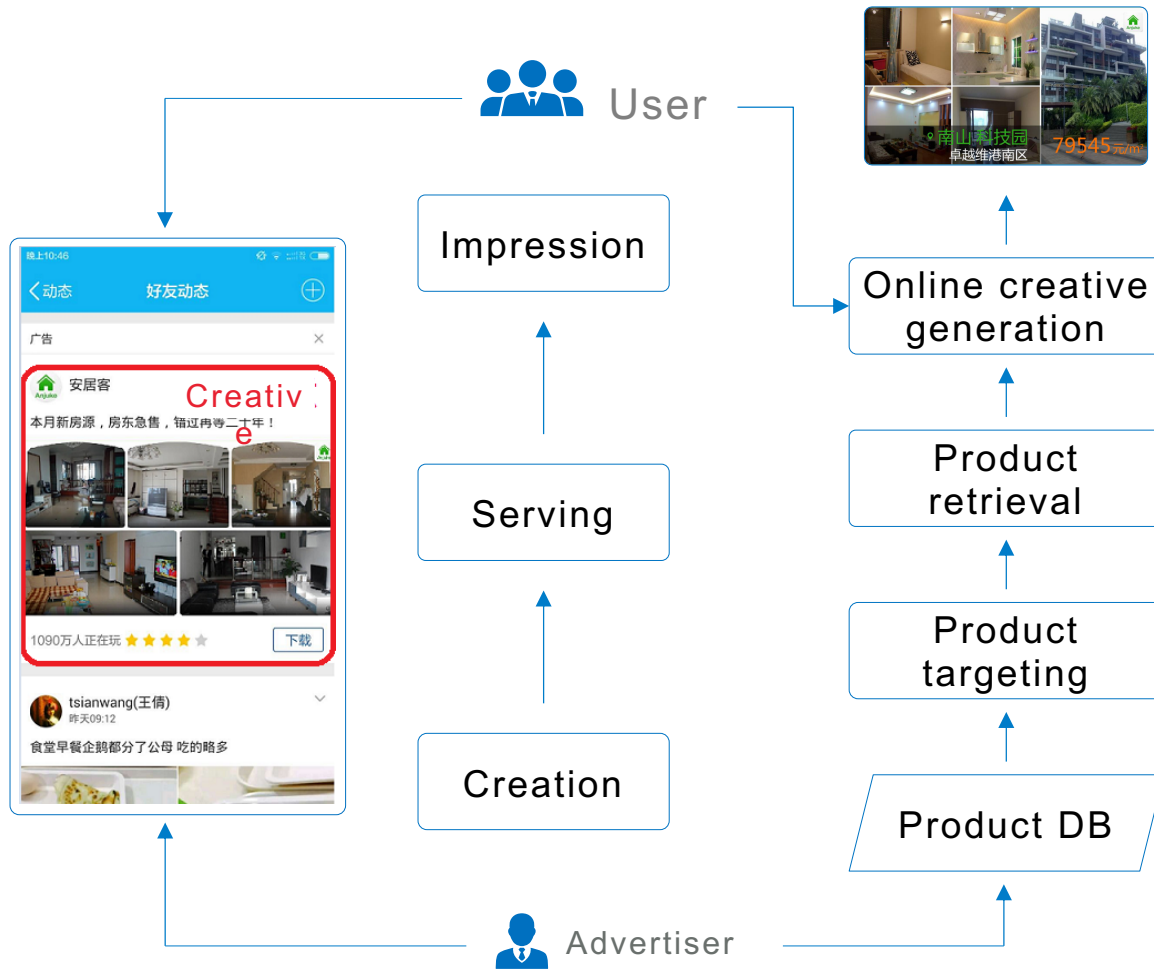 User
南山 科技园
卓越维港南区
79545元/m²
Impression
Serving
Creation
晚上10:46
动态
好友动态
广告
Anjuke
安居客
Creativ
e
本月新房源，房东急售，错过再等二十年！
1090万人正在玩
下载
tsianwang(王倩)
昨天09:12
食堂早餐企鹅都分了公母 吃的略多
Online creative
generation
Product
retrieval
Product
targeting
Product DB
Advertiser